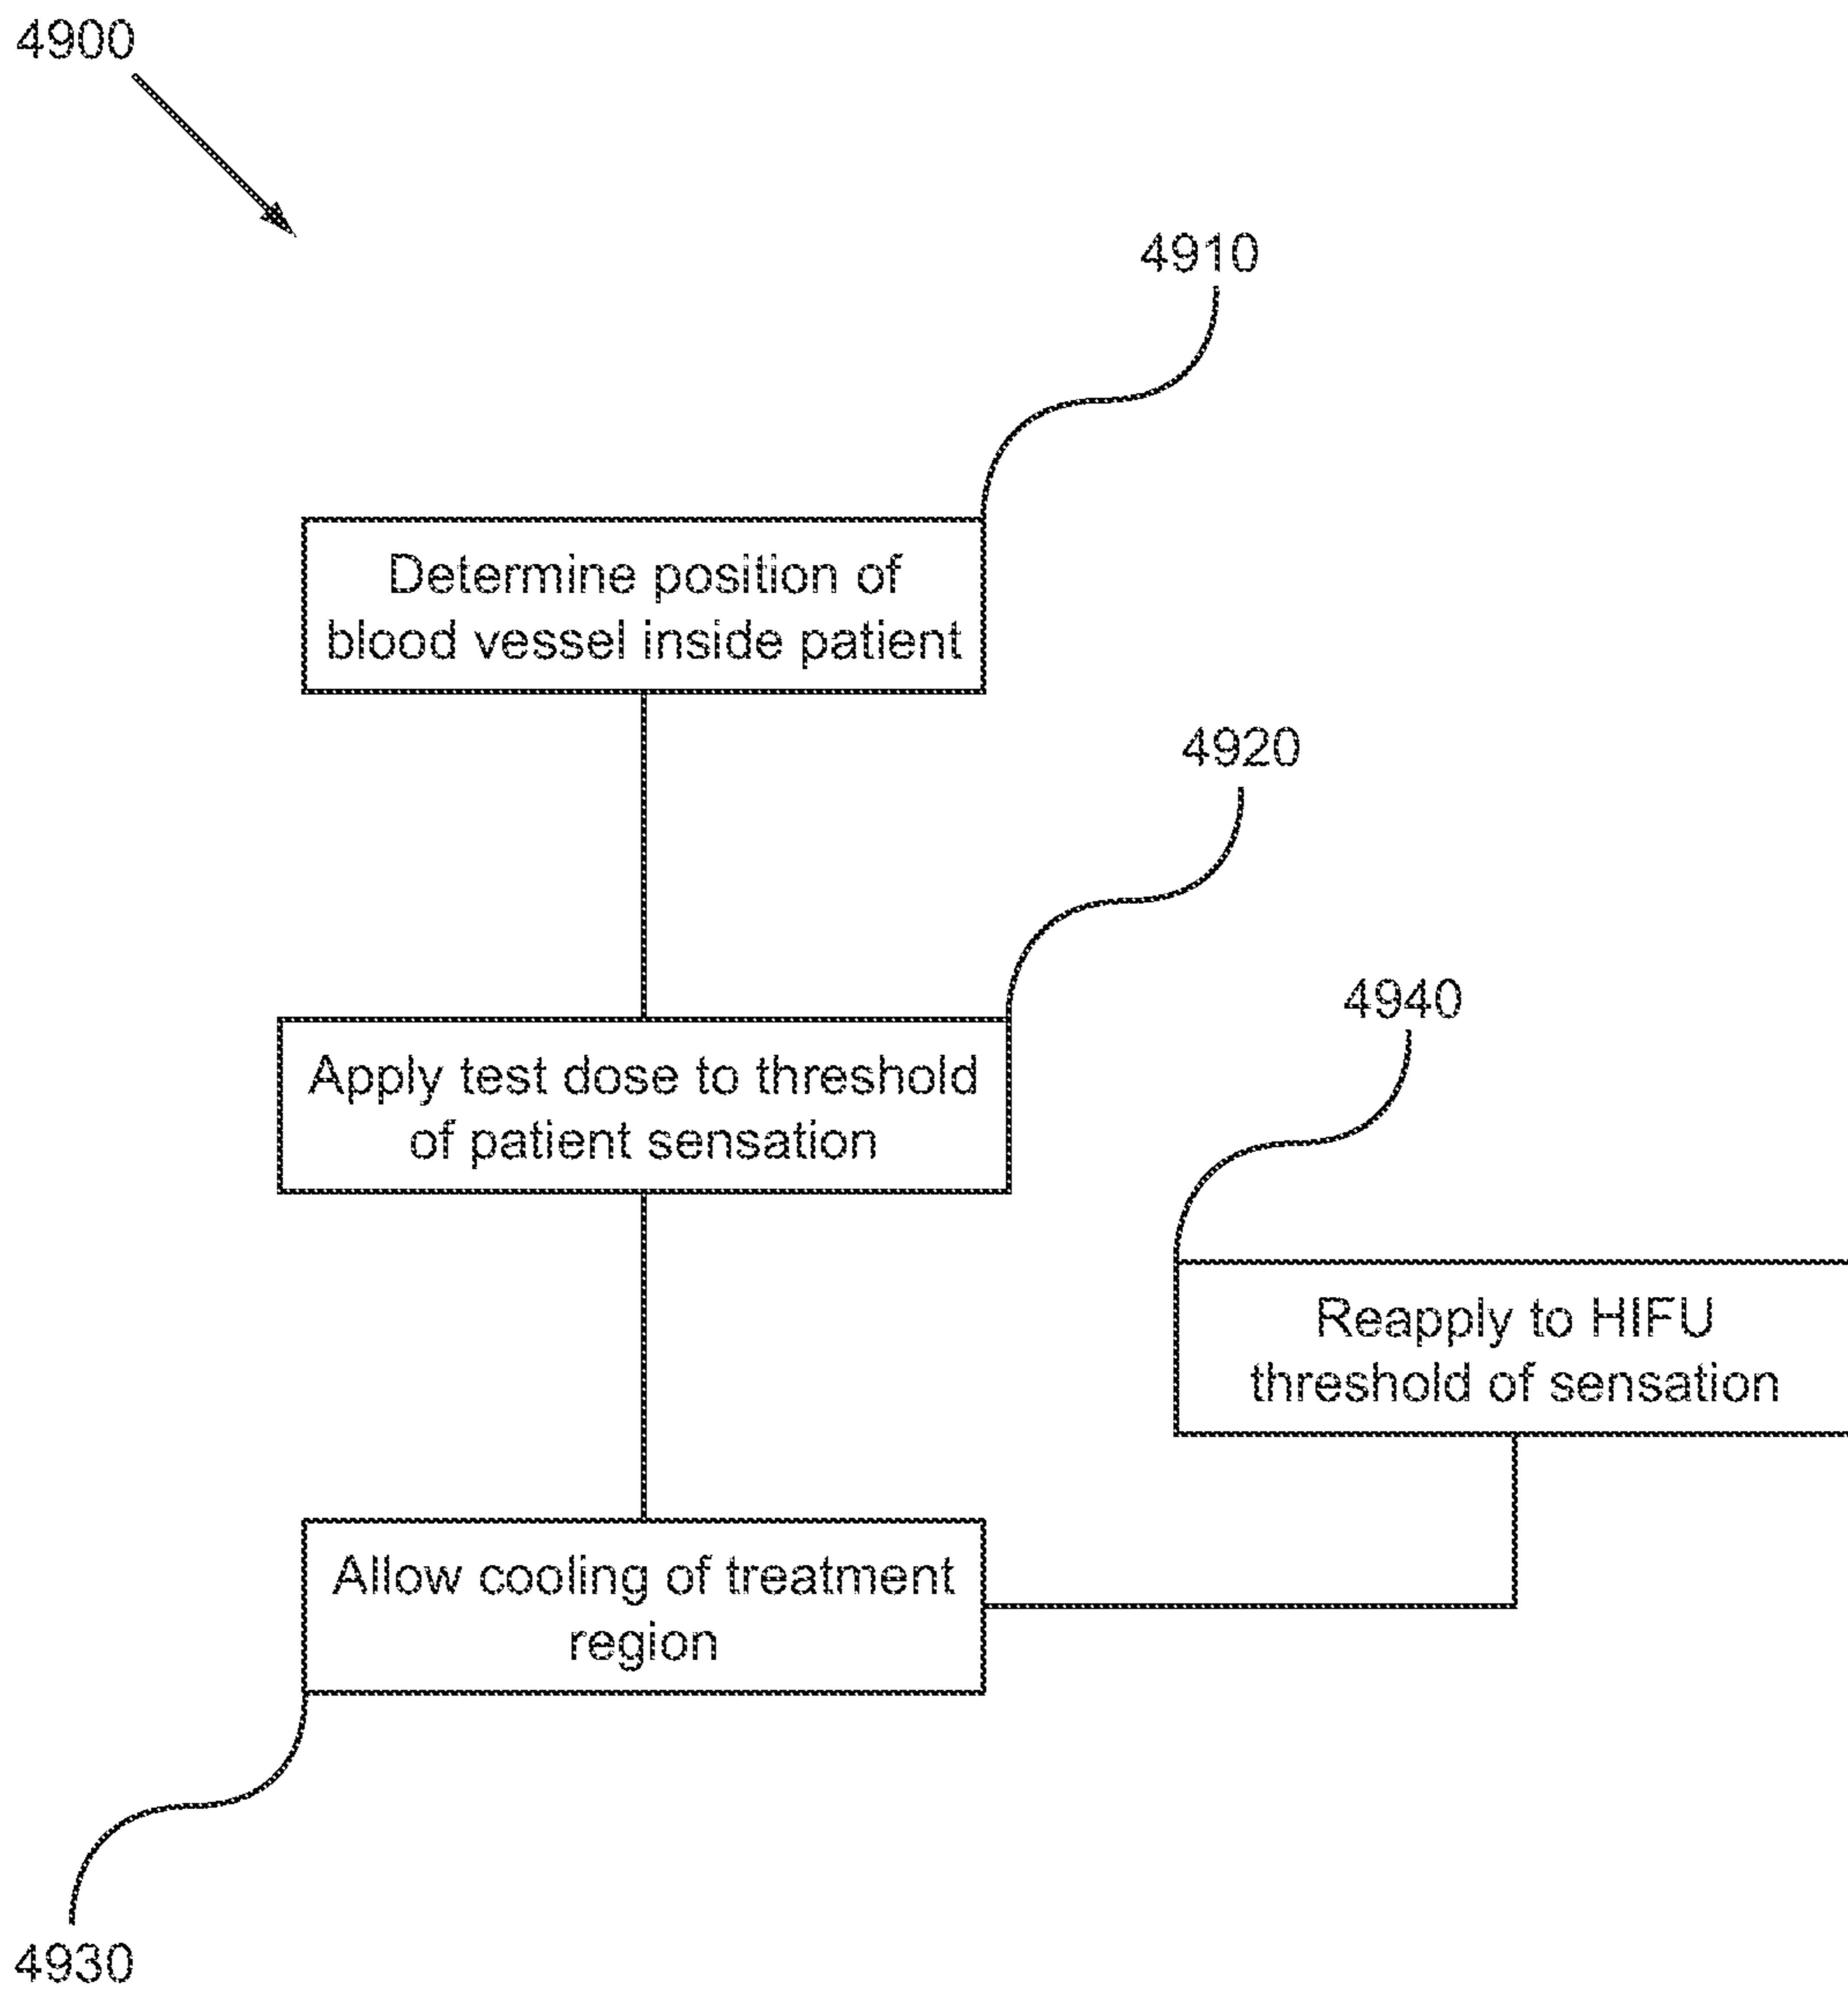 4900
4910
Determine position of
blood vessel inside patient
4920
Apply test dose to threshold
of patient sensation
4940
Reapply to HIFU
threshold of sensation
Allow cooling of treatment
region
4930